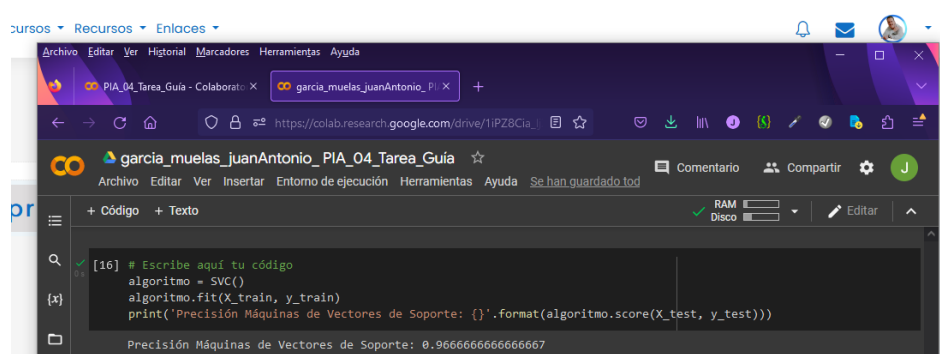 Recursos Enlaces
Archivo Editar Ver Historial Marcadores Herramientas Ayuda
PIA_04_Tarea_Guía - Colaborato
garcia_muelas_juanAntonio_
https://colab.research.google.com/drive/1iPZ8Cia_
garcia_muelas_juanAntonio_ PIA_04_Tarea_Guía
Comentario Compartir J
Archivo Editar Ver Insertar Entorno de ejecución Herramientas Ayuda Se han guardado tod
+ Código + Texto
RAM
Disco
Editar
[16] # Escribe aquí tu código
algoritmo = SVC()
algoritmo.fit(X_train, y_train)
print('Precisión Máquinas de Vectores de Soporte: {}'.format(algoritmo.score(X_test, y_test)))
{x}
0 s
Precisión Máquinas de Vectores de Soporte: 0.9666666666666667